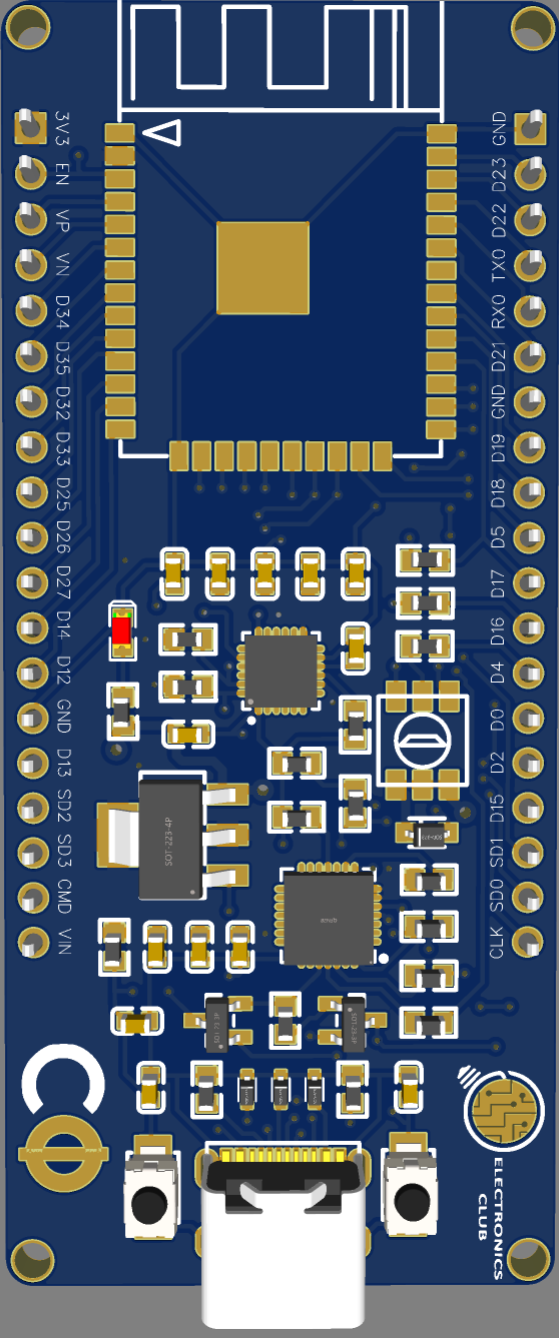 3V3
EN
VP
VN
D34
D35
D32
D33
D25
D26
D27
D14
D12
GND
D13
SD2
SD3
CMD
VIN
GND
D23
D22
TX0
RX0
D21
GND
D19
D18
D5
D17
D16
D4
D0
D2
D15
SD1
SD0
CLK
SOT-223-4P
ELECTRONICS
CLUB